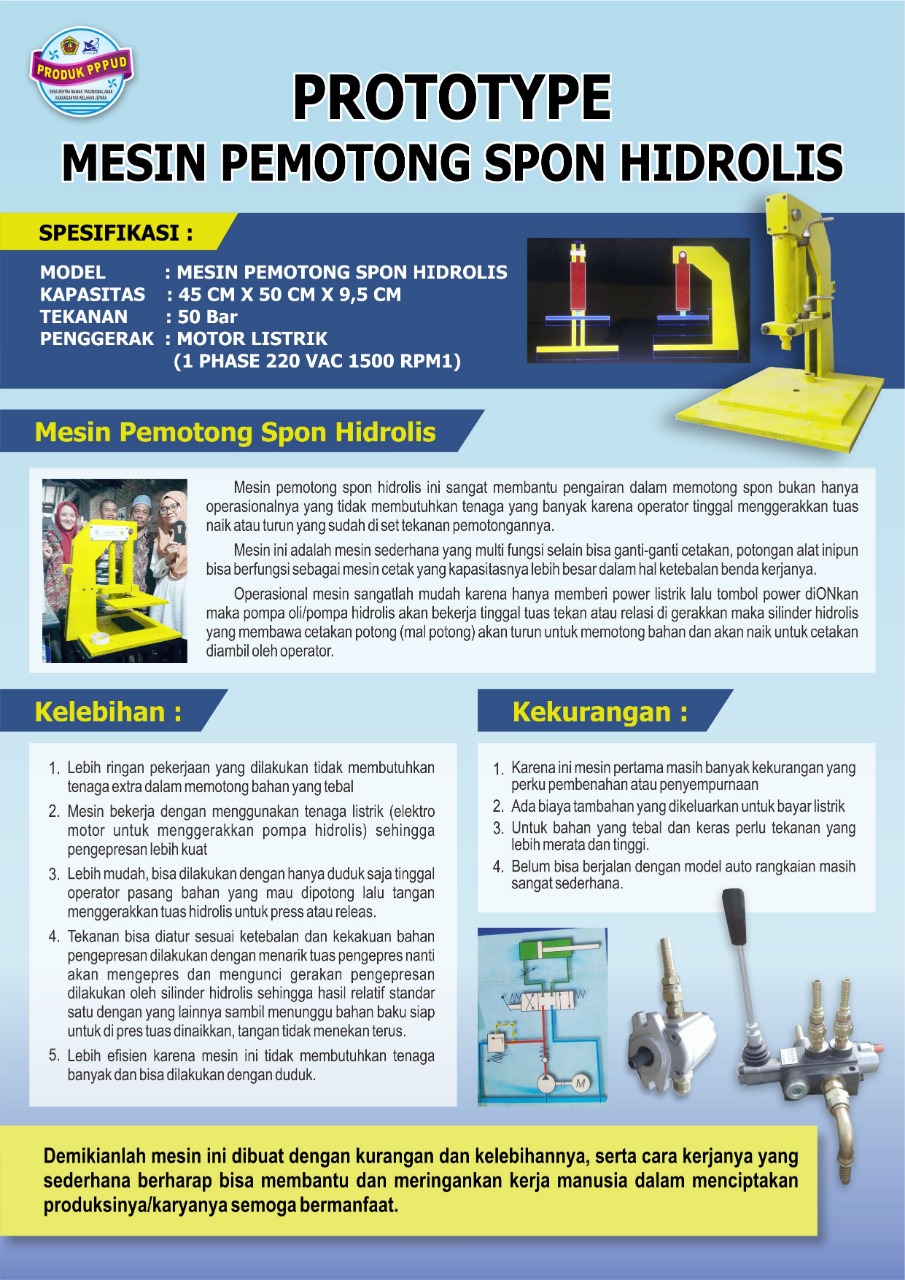 PRODUK PPPUD
PROTOTYPE
MESIN PEMOTONG SPON HIDROLIS
SPESIFIKASI :
MODEL : MESIN PEMOTONG SPON HIDROLIS
KAPASITAS : 45 CM X 50 CM X 9,5 CM
TEKANAN : 50 Bar
PENGGERAK : MOTOR LISTRIK
(1 PHASE 220 VAC 1500 RPM1)
Mesin Pemotong Spon Hidrolis
Mesin pemotong spon hidrolis ini sangat membantu pengairan dalam memotong spon bukan hanya
operasionalnya yang tidak membutuhkan tenaga yang banyak karena operator tinggal menggerakkan tuas
naik atau turun yang sudah di set tekanan pemotongannya.
Mesin ini adalah mesin sederhana yang multi fungsi selain bisa ganti-ganti cetakan, potongan alat inipun
bisa berfungsi sebagai mesin cetak yang kapasitasnya lebih besar dalam hal ketebalan benda kerjanya.
Operasional mesin sangatlah mudah karena hanya memberi power listrik lalu tombol power diONkan
maka pompa oli/pompa hidrolis akan bekerja tinggal tuas tekan atau relasi di gerakkan maka silinder hidrolis
yang membawa cetakan potong (mal potong) akan turun untuk memotong bahan dan akan naik untuk cetakan
diambil oleh operator.
Kelebihan :
1. Lebih ringan pekerjaan yang dilakukan tidak membutuhkan
tenaga extra dalam memotong bahan yang tebal
2. Mesin bekerja dengan menggunakan tenaga listrik (elektro
motor untuk menggerakkan pompa hidrolis) sehingga
pengepresan lebih kuat
3. Lebih mudah, bisa dilakukan dengan hanya duduk saja tinggal
operator pasang bahan yang mau dipotong lalu tangan
menggerakkan tuas hidrolis untuk press atau releas.
4. Tekanan bisa diatur sesuai ketebalan dan kekakuan bahan
pengepresan dilakukan dengan menarik tuas pengepres nanti
akan mengepres dan mengunci gerakan pengepresan
dilakukan oleh silinder hidrolis sehingga hasil relatif standar
satu dengan yang lainnya sambil menunggu bahan baku siap
untuk di pres tuas dinaikkan, tangan tidak menekan terus.
5. Lebih efisien karena mesin ini tidak membutuhkan tenaga
banyak dan bisa dilakukan dengan duduk.
Kekurangan :
1. Karena ini mesin pertama masih banyak kekurangan yang
perku pembenahan atau penyempurnaan
2. Ada biaya tambahan yang dikeluarkan untuk bayar listrik
3. Untuk bahan yang tebal dan keras perlu tekanan yang
lebih merata dan tinggi.
4. Belum bisa berjalan dengan model auto rangkaian masih
sangat sederhana.
M
Demikianlah mesin ini dibuat dengan kurangan dan kelebihannya, serta cara kerjanya yang
sederhana berharap bisa membantu dan meringankan kerja manusia dalam menciptakan
produksinya/karyanya semoga bermanfaat.